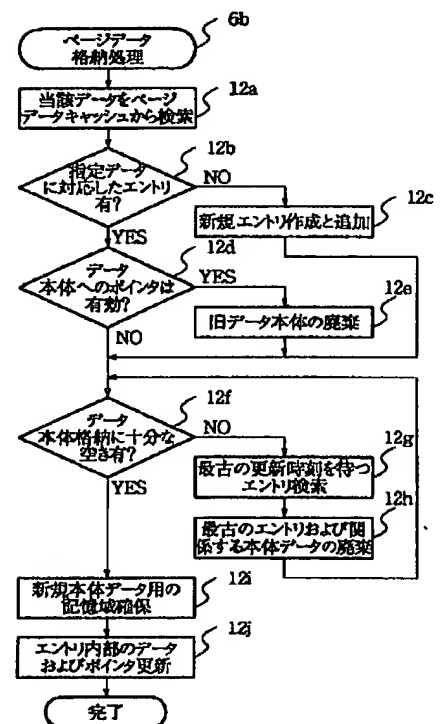 ページデータ
格納処理
6b
当該データをページ
データキャッシュから検索
12a
指定データ
に対応したエントリ
有?
12b
NO
YES
新規エントリ作成と追加
12c
データ
本体へのポインタは
有効?
12d
YES
NO
旧データ本体の廃棄
12e
データ
本体格納に十分な
空き有?
12f
NO
YES
最古の更新時刻を待つ
エントリ検索
12g
最古のエントリおよび関
係する本体データの廃棄
12h
新規本体データ用の
記憶域確保
12i
エントリ内部のデータ
およびポインタ更新
12j
完了